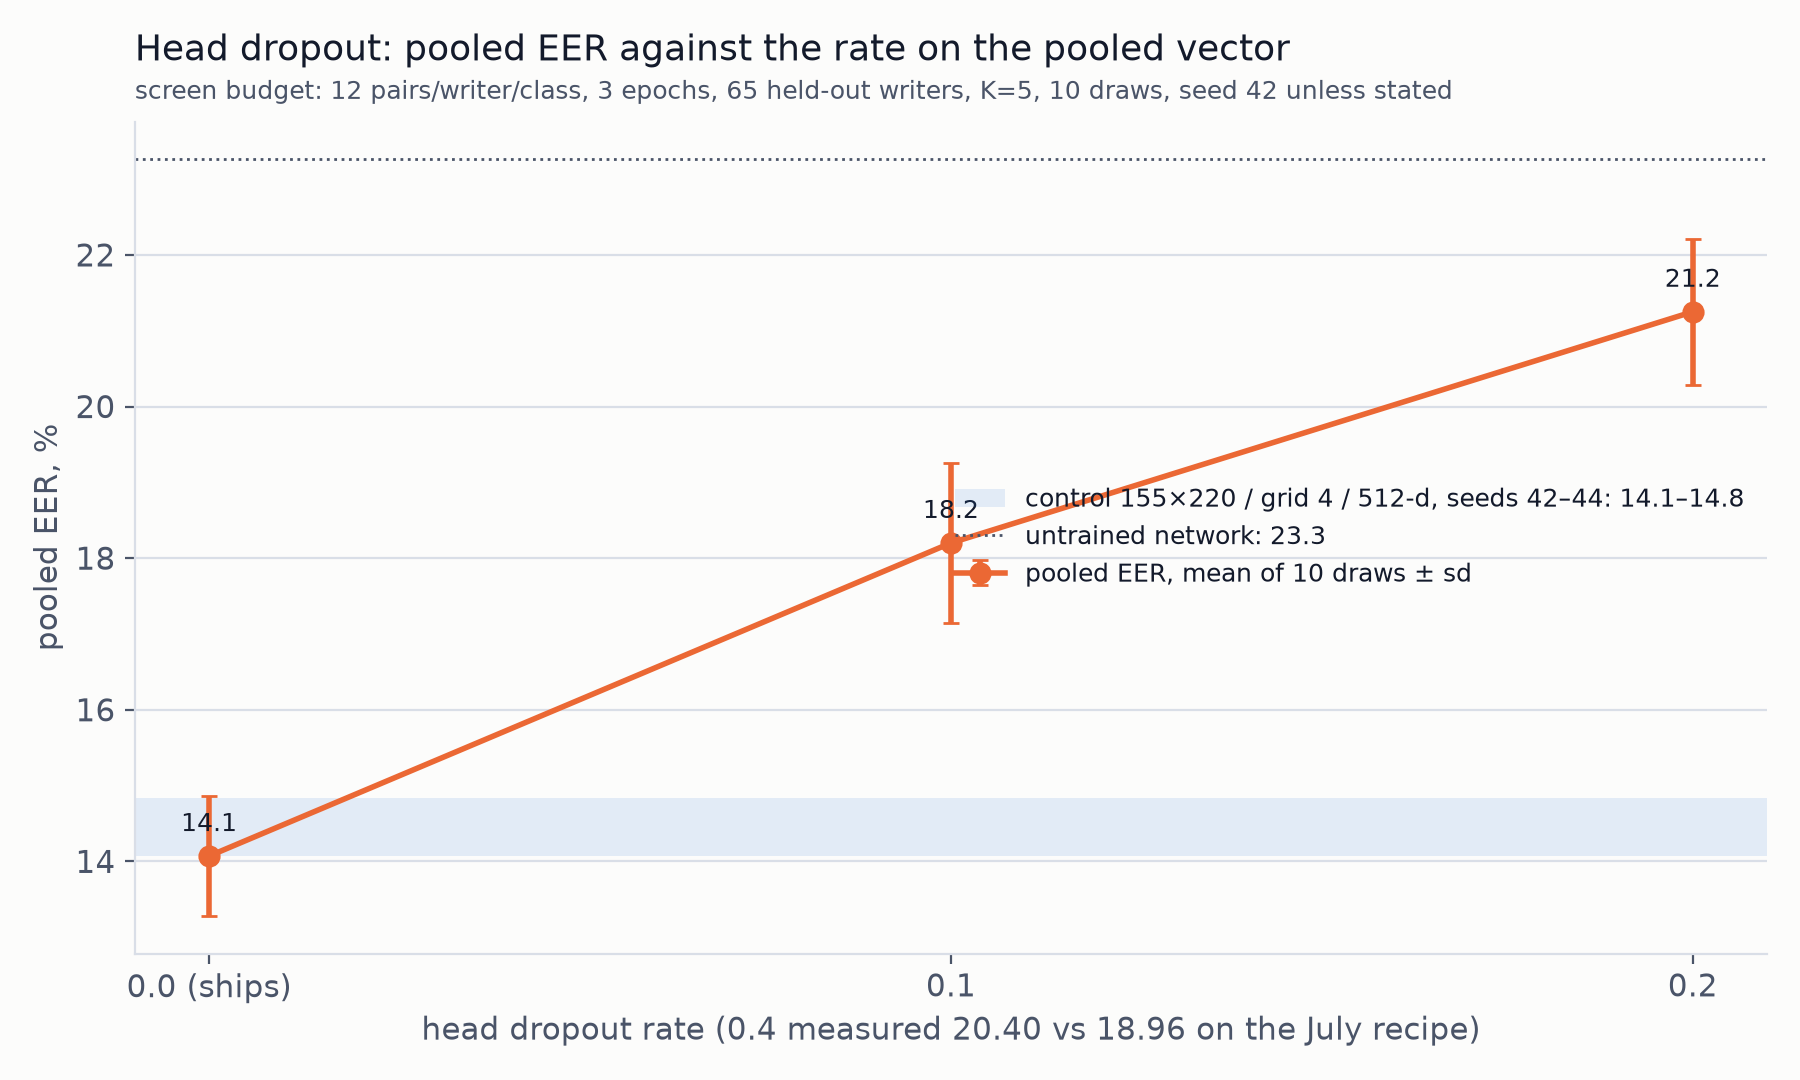 Head dropout: pooled EER against the rate on the pooled vector
screen budget: 12 pairs/writer/class, 3 epochs, 65 held-out writers, K=5, 10 draws, seed 42 unless stated
pooled EER, %
22
20
18
16
14
21.2
18.2
14.1
control 155×220 / grid 4 / 512-d, seeds 42–44: 14.1–14.8
untrained network: 23.3
pooled EER, mean of 10 draws ± sd
0.0 (ships)
0.1
0.2
head dropout rate (0.4 measured 20.40 vs 18.96 on the July recipe)